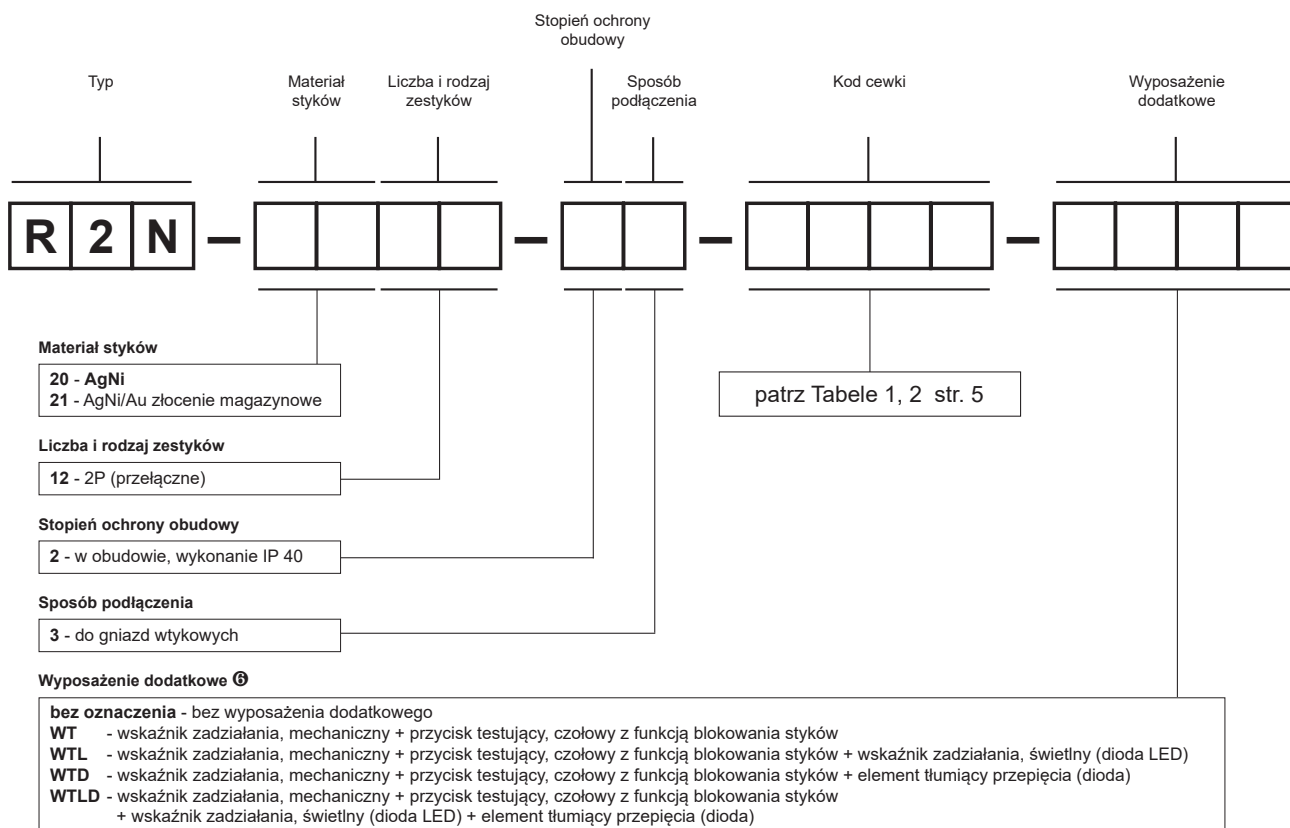 Stopień ochrony
obudowy
Typ
Materiał
styków
Liczba i rodzaj
zestyków
Sposób
podłączenia
Kod cewki
Wyposażenie
dodatkowe
R 2 N – – – –
Materiał styków
20 - AgNi
21 - AgNi/Au złocenie magazynowe
patrz Tabele 1, 2 str. 5
Liczba i rodzaj zestyków
12 - 2P (przełączne)
Stopień ochrony obudowy
2 - w obudowie, wykonanie IP 40
Sposób podłączenia
3 - do gniazd wtykowych
Wyposażenie dodatkowe ❻
bez oznaczenia - bez wyposażenia dodatkowego
WT - wskaźnik zadziałania, mechaniczny + przycisk testujący, czołowy z funkcją blokowania styków
WTL - wskaźnik zadziałania, mechaniczny + przycisk testujący, czołowy z funkcją blokowania styków + wskaźnik zadziałania, świetlny (dioda LED)
WTD - wskaźnik zadziałania, mechaniczny + przycisk testujący, czołowy z funkcją blokowania styków + element tłumiący przepięcia (dioda)
WTLD - wskaźnik zadziałania, mechaniczny + przycisk testujący, czołowy z funkcją blokowania styków
+ wskaźnik zadziałania, świetlny (dioda LED) + element tłumiący przepięcia (dioda)